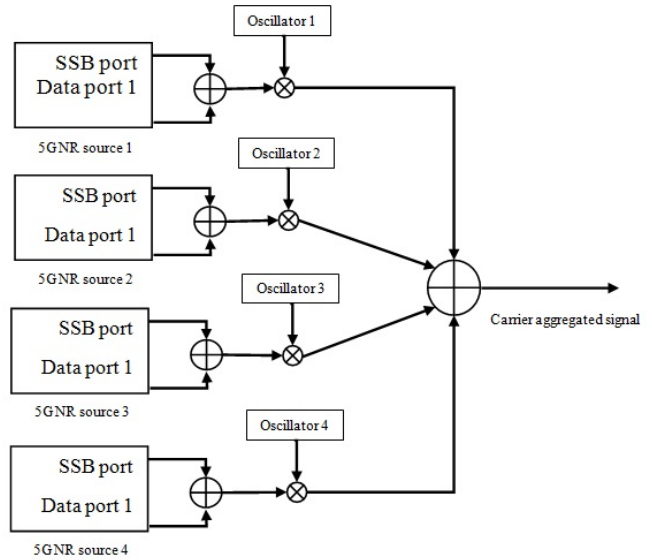 Oscillator 1
SSB port
Data port 1
5GNR source 1
Oscillator 2
SSB port
Data port 1
5GNR source 2
Oscillator 3
SSB port
Data port 1
5GNR source 3
Carrier aggregated signal
Oscillator 4
SSB port
Data port 1
5GNR source 4